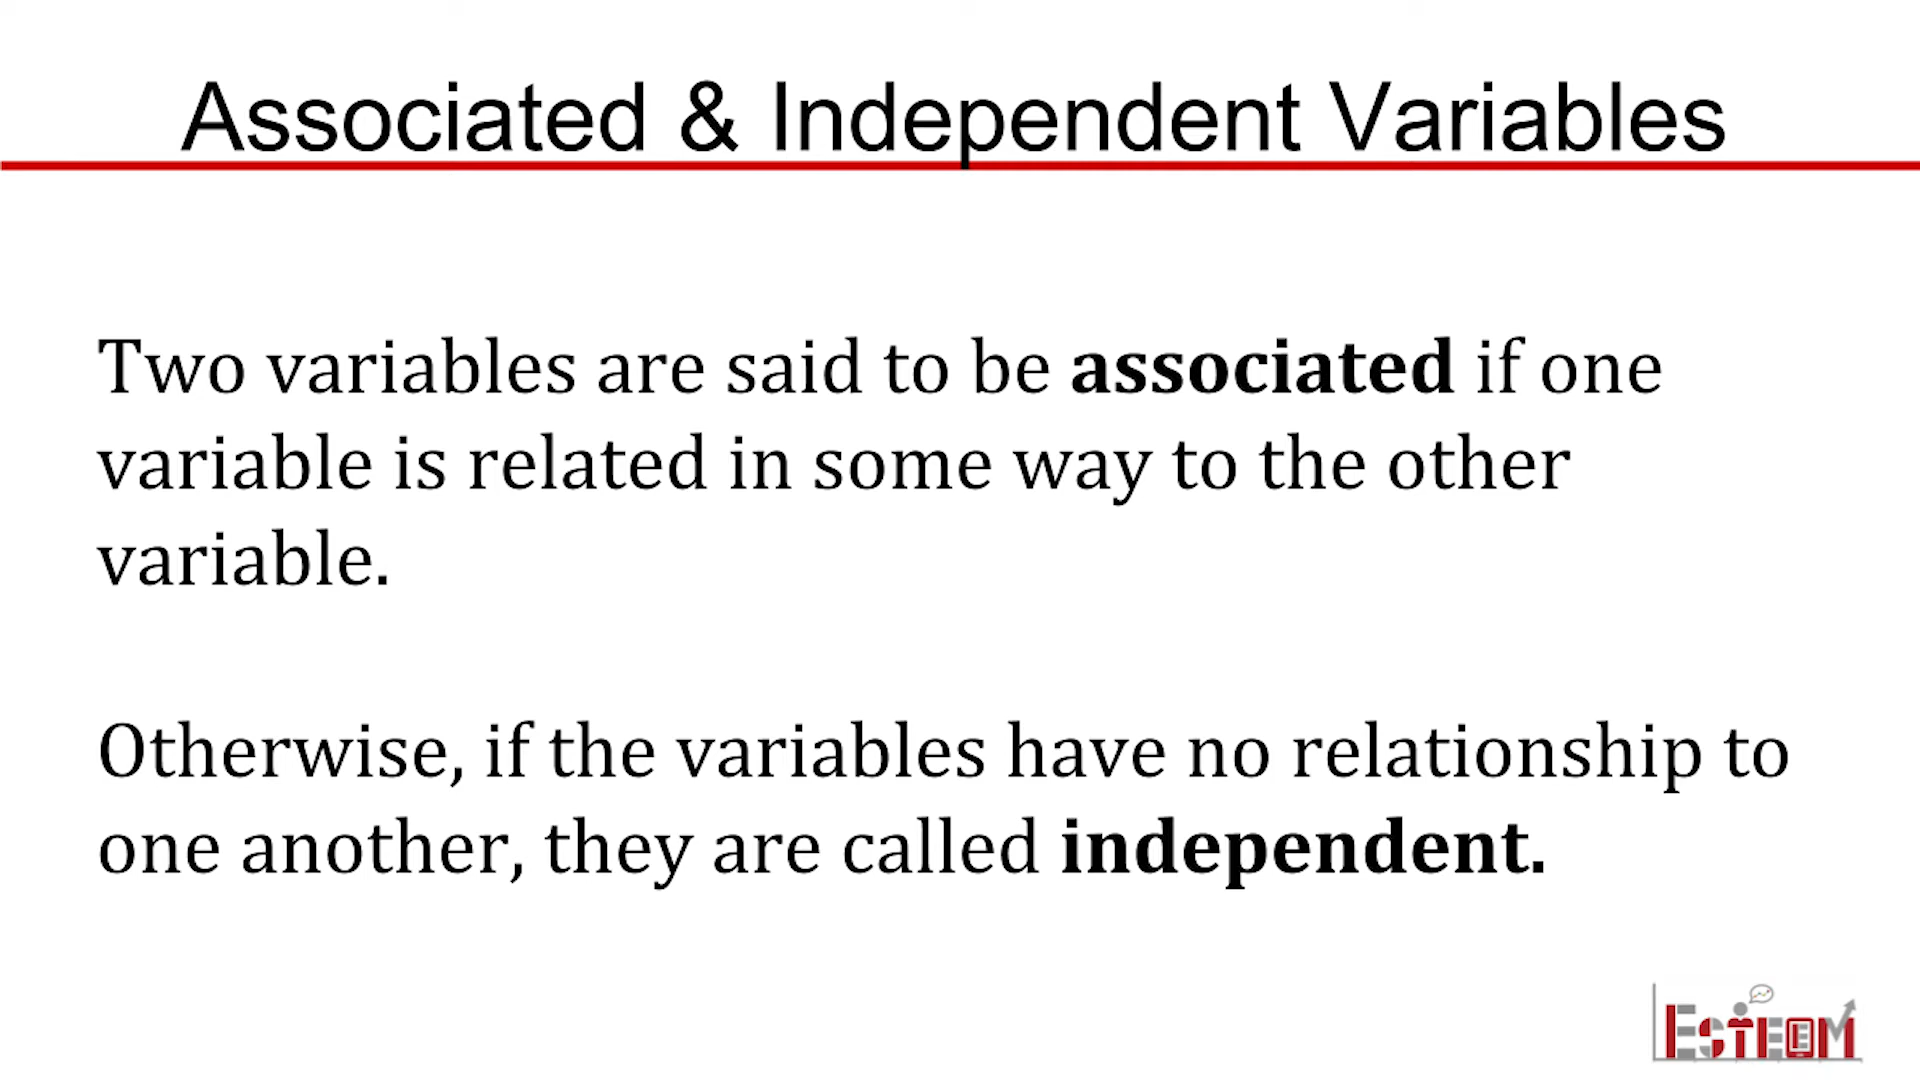 Associated & Independent Variables
Two variables are said to be associated if one
variable is related in some way to the other
variable.
Otherwise, if the variables have no relationship to
one another, they are called independent.
ESTEEM